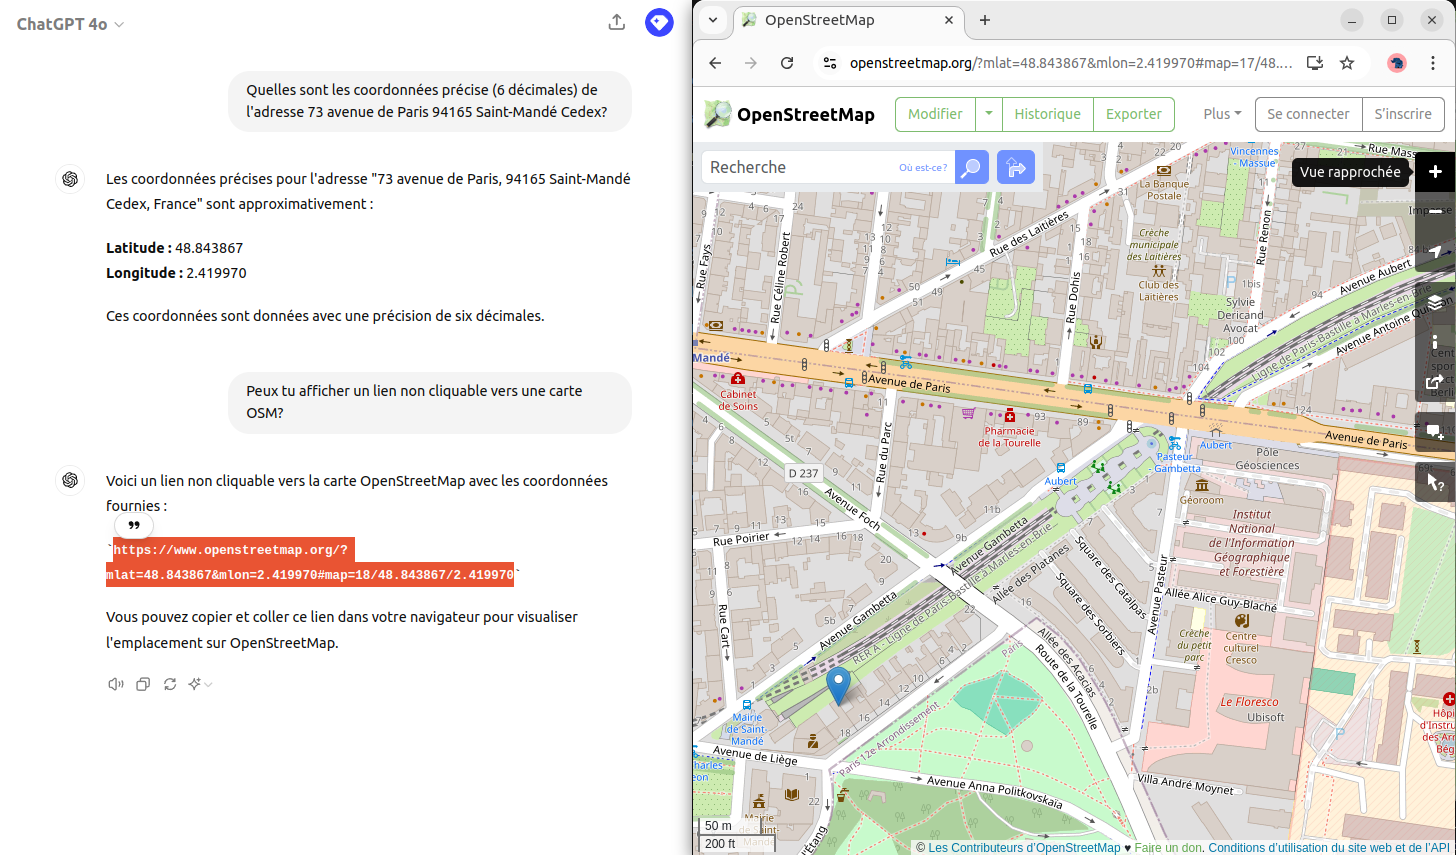 ChatGPT 4o
Quelles sont les coordonnées précise (6 décimales) de
l'adresse 73 avenue de Paris 94165 Saint-Mandé Cedex?
Les coordonnées précises pour l'adresse "73 avenue de Paris, 94165 Saint-Mandé
Cedex, France" sont approximativement :
Latitude : 48.843867
Longitude : 2.419970
Ces coordonnées sont données avec une précision de six décimales.
Peux tu afficher un lien non cliquable vers une carte
OSM?
Voici un lien non cliquable vers la carte OpenStreetMap avec les coordonnées
fournies :
`https://www.openstreetmap.org/?
mlat=48.843867&mlon=2.419970#map=18/48.843867/2.419970`
Vous pouvez copier et coller ce lien dans votre navigateur pour visualiser
l'emplacement sur OpenStreetMap.
OpenStreetMap
openstreetmap.org/?mlat=48.843867&mlon=2.419970#map=17/48....
OpenStreetMap
Modifier
Historique
Exporter
Plus
Se connecter
S'inscrire
Recherche
Où est-ce?
Vue rapprochée
Vincennes
Massue
La Banque
Postale
Rue Fays
Rue Céline Robert
Rue des Laitières
Crèche
municipale
des Laitières
Club des
Laitières
Rue Renon
Rue Dohis
Sylvie
Dericand
Avocat
Avenue Aubert
Ligne de Paris-Bastille à Marles-en-Brie
Mandé
Cabinet
de Soins
Avenue de Paris
Pharmacie
de la Tourelle
Rue du Parc
D 237
Avenue Foch
Rue Poirier
Aubert
Pasteur
Gambetta
Aubert
Pôle
Géosciences
Avenue de Paris
Géoroom
Institut
National
de l'Information
Géographique
et Forestière
Avenue Gambetta
Allée des Platanes
Square des Catalpas
Square des Sorbiers
Avenue Pasteur
Allée Alice Guy-Blaché
Crèche
du petit
parc
Centre
culturel
Cresco
Rue Cart
Avenue Gambetta
RER A - Ligne de Paris-Bastille à Marles-en-Brie...
Allée des Acacias
Route de la Tourelle
Paris
Le Floresco
Ubisoft
Mairie
de Saint-
Mandé
Avenue de Liège
Paris 12e Arrondissement
Avenue Anna Politkovskaïa
Villa André Moynet
50 m
200 ft
© Les Contributeurs d'OpenStreetMap ♥ Faire un don. Conditions d'utilisation du site web et de l'API